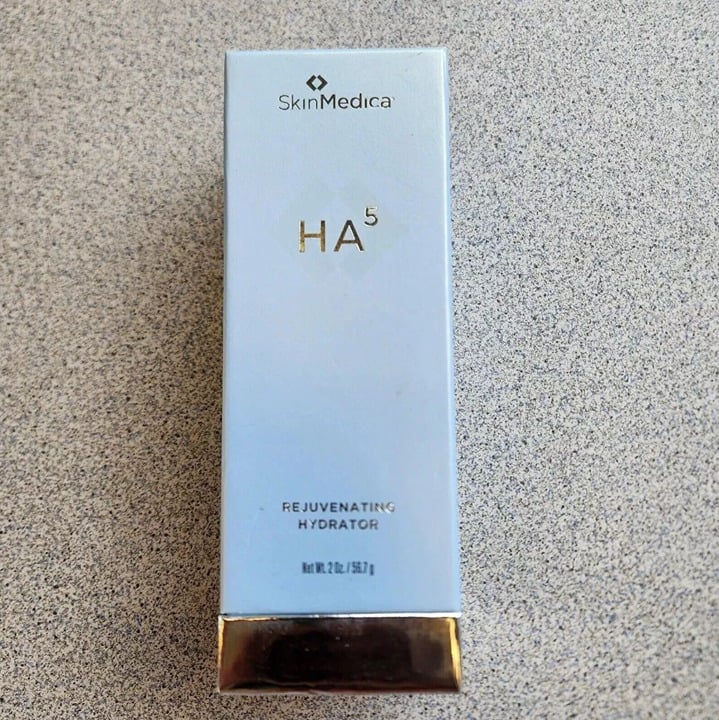 SkinMedica
HA⁵
REJUVENATING
HYDRATOR
Net Wt. 2 Oz. / 56.7 g